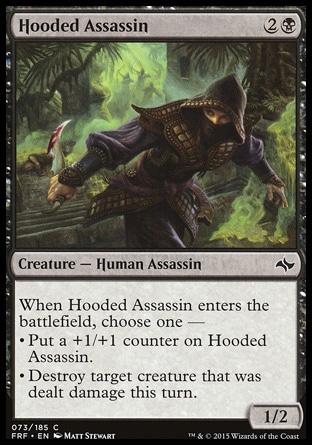 Hooded Assassin 2
Creature — Human Assassin
When Hooded Assassin enters the
battlefield, choose one —
• Put a +1/+1 counter on Hooded
Assassin.
• Destroy target creature that was
dealt damage this turn.
1/2
073/185 C
FRF • EN Matt Stewart
™ & © 2015 Wizards of the Coast